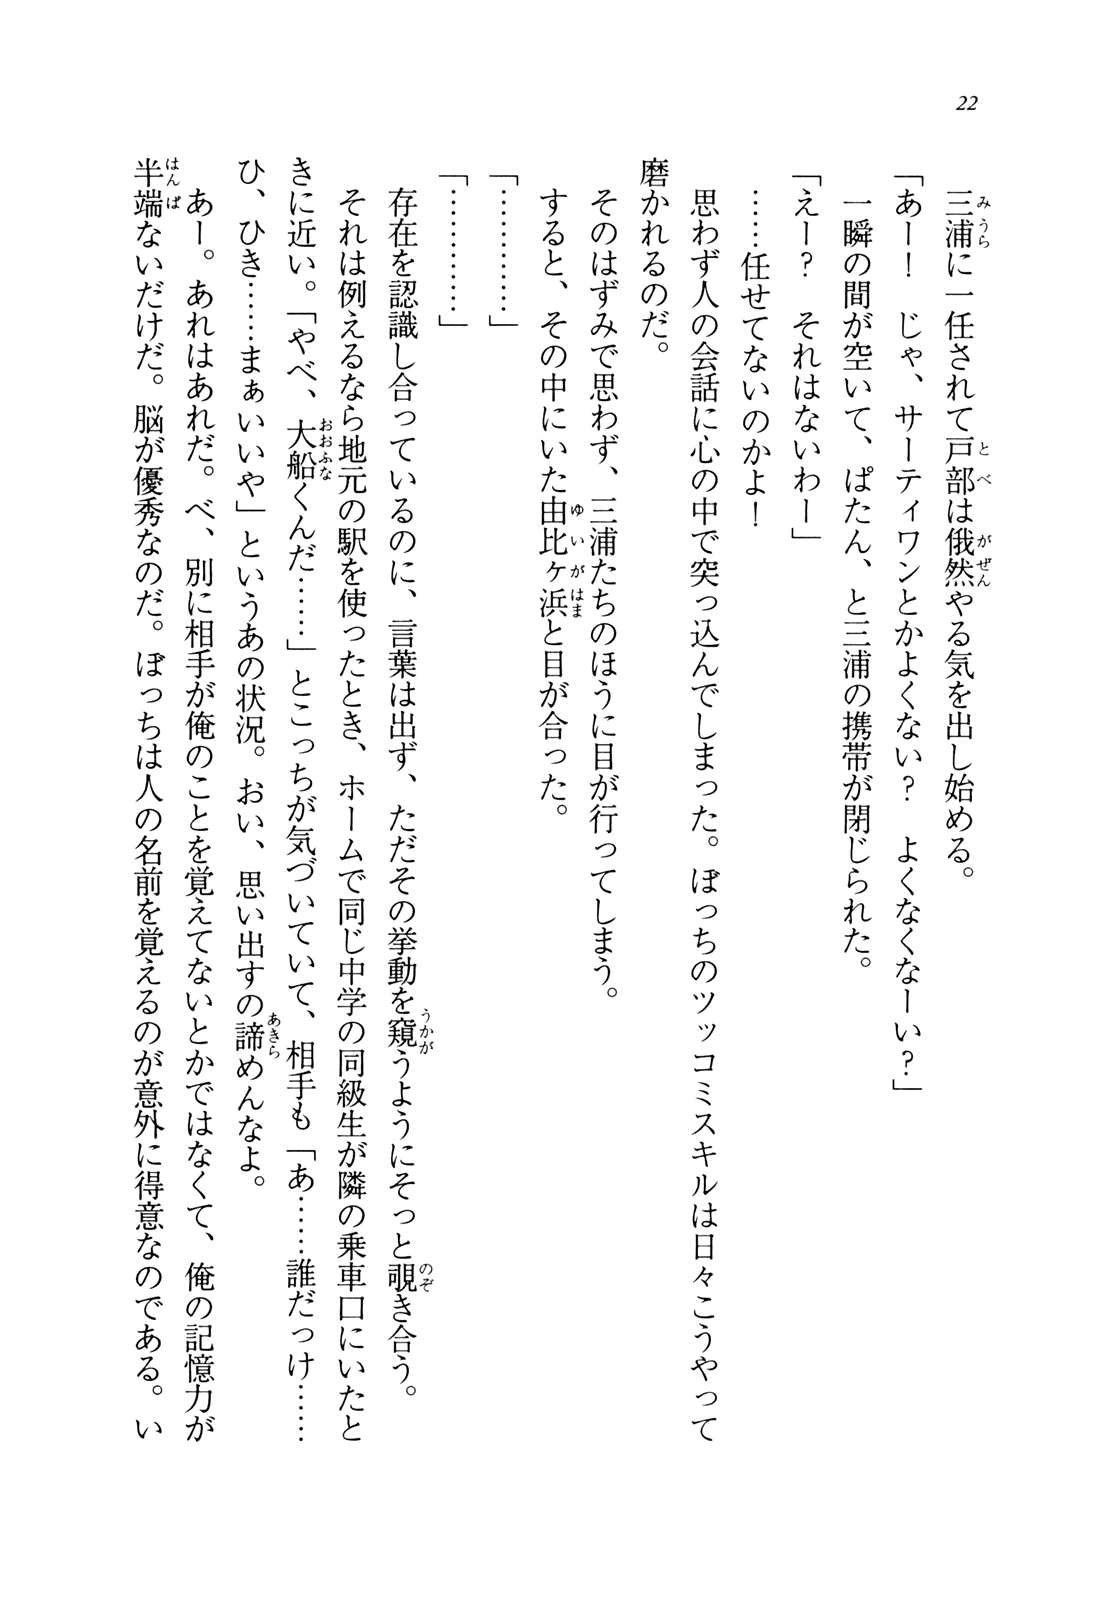 22
三浦に一任されて戸部は俄然やる気を出し始める。
「あー！　じゃ、サーティワンとかよくない？　よくなくなーい？」
一瞬の間が空いて、ぱたん、と三浦の携帯が閉じられた。
「えー？　それはないわー」
……任せてないのかよ！
思わず人の会話に心の中で突っ込んでしまった。ぼっちのツッコミスキルは日々こうやって
磨かれるのだ。
そのはずみで思わず、三浦たちのほうに目が行ってしまう。
すると、その中にいた由比ヶ浜と目が合った。
「…………」
「…………」
存在を認識し合っているのに、言葉は出ず、ただその挙動を窺うようにそっと覗き合う。
それは例えるなら地元の駅を使ったとき、ホームで同じ中学の同級生が隣の乗車口にいたと
きに近い。「やべ、大船くんだ……」とこっちが気づいていて、相手も「あ……誰だっけ……
ひ、ひき……まぁいいや」というあの状況。おい、思い出すの諦めんなよ。
あー。あれはあれだ。べ、別に相手が俺のことを覚えてないとかではなくて、俺の記憶力が
半端ないだけだ。脳が優秀なのだ。ぼっちは人の名前を覚えるのが意外に得意なのである。い